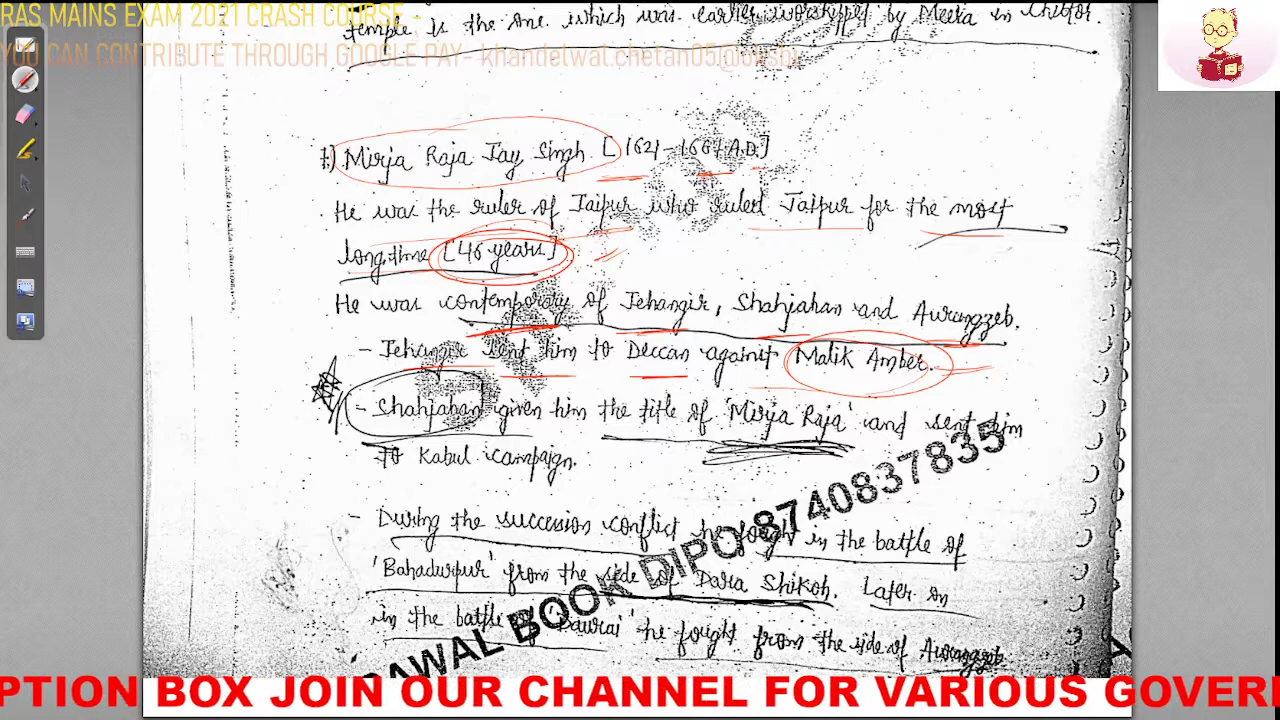 RAS MAINS EXAM 2021 CRASH COURSE -
YOU CAN CONTRIBUTE THROUGH GOOGLE PAY- khandelwal.chetan05@oksbi
temple is the one which was earlier worshipped by Meera in Chittor.
7.) Mirja Raja Jay Singh [1621-1667 A.D.]
He was the ruler of Jaipur who ruled Jaipur for the most
long time ['46 years]
He was contemporary of Jehangir, Shahjahan and Aurangzeb.
- Jehangir sent him to Deccan against Malik Amber.
- Shahjahan given him the title of 'Mirja Raja' and sent him
to Kabul campaign.
- During the succession conflict he fough in the battle of
'Bahadurpur' from the side of Dara Shikoh. Later on
in the battle of 'Daurai' he fought from the side of Aurangzeb
RAWAL BOOK DIPO 8740837835
PTION BOX JOIN OUR CHANNEL FOR VARIOUS GOVER